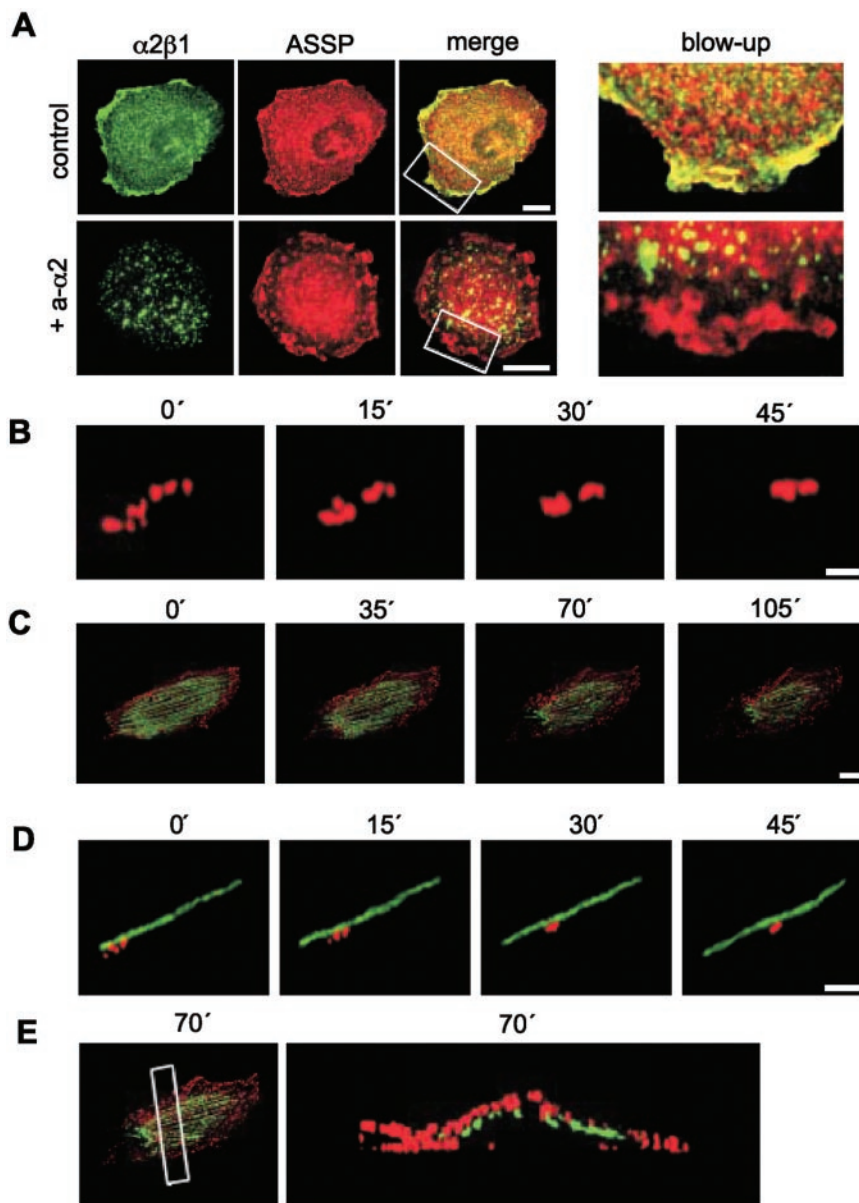 A
α2β1 ASSP merge blow-up
control
+ a-α2
B
0´ 15´ 30´ 45´
C
0´ 35´ 70´ 105´
D
0´ 15´ 30´ 45´
E
70´ 70´